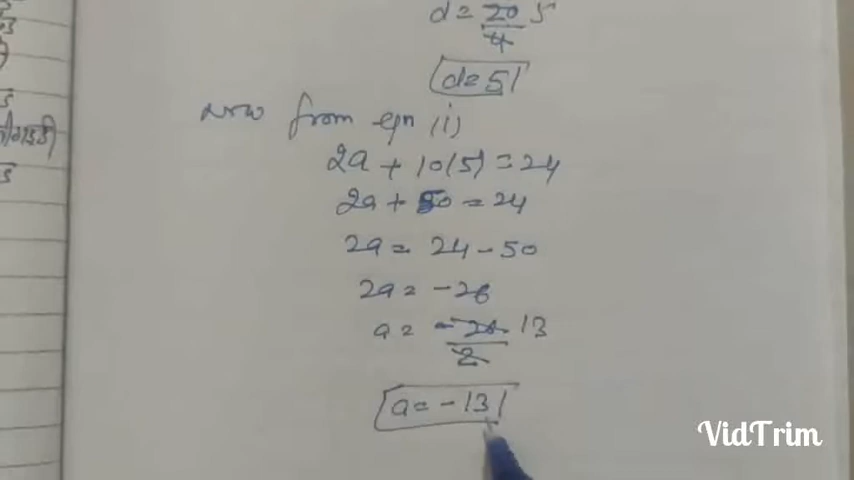 d = 20/4 5
d = 5
now from eqn (i)
2a + 10(5) = 24
2a + 50 = 24
2a = 24 - 50
2a = -26
a = -26/2 13
a = -13
VidTrim